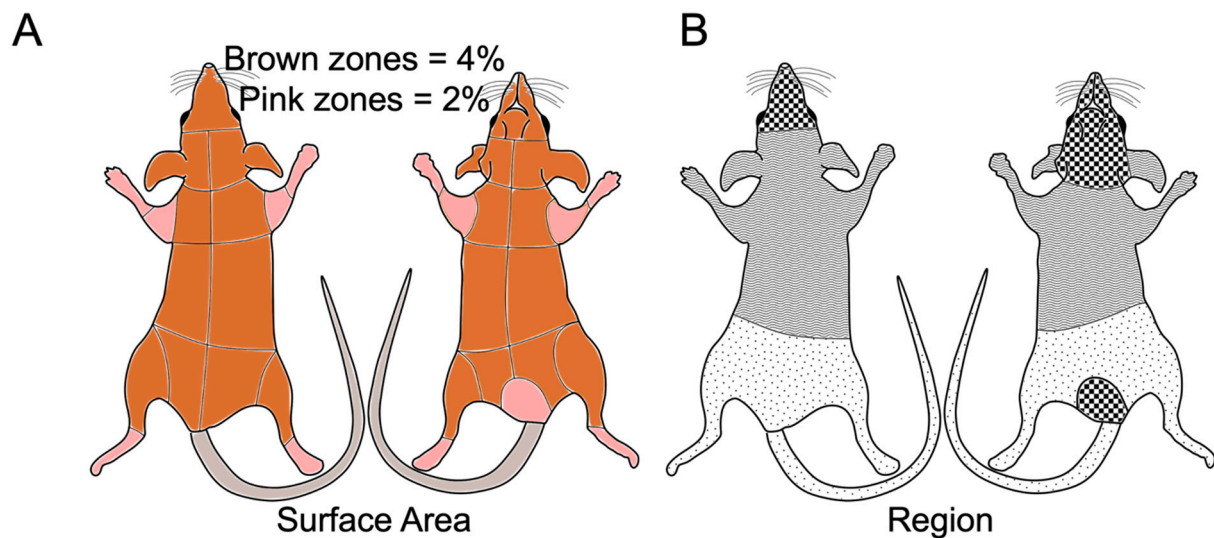 A
B
Brown zones = 4%
Pink zones = 2%
Surface Area
Region